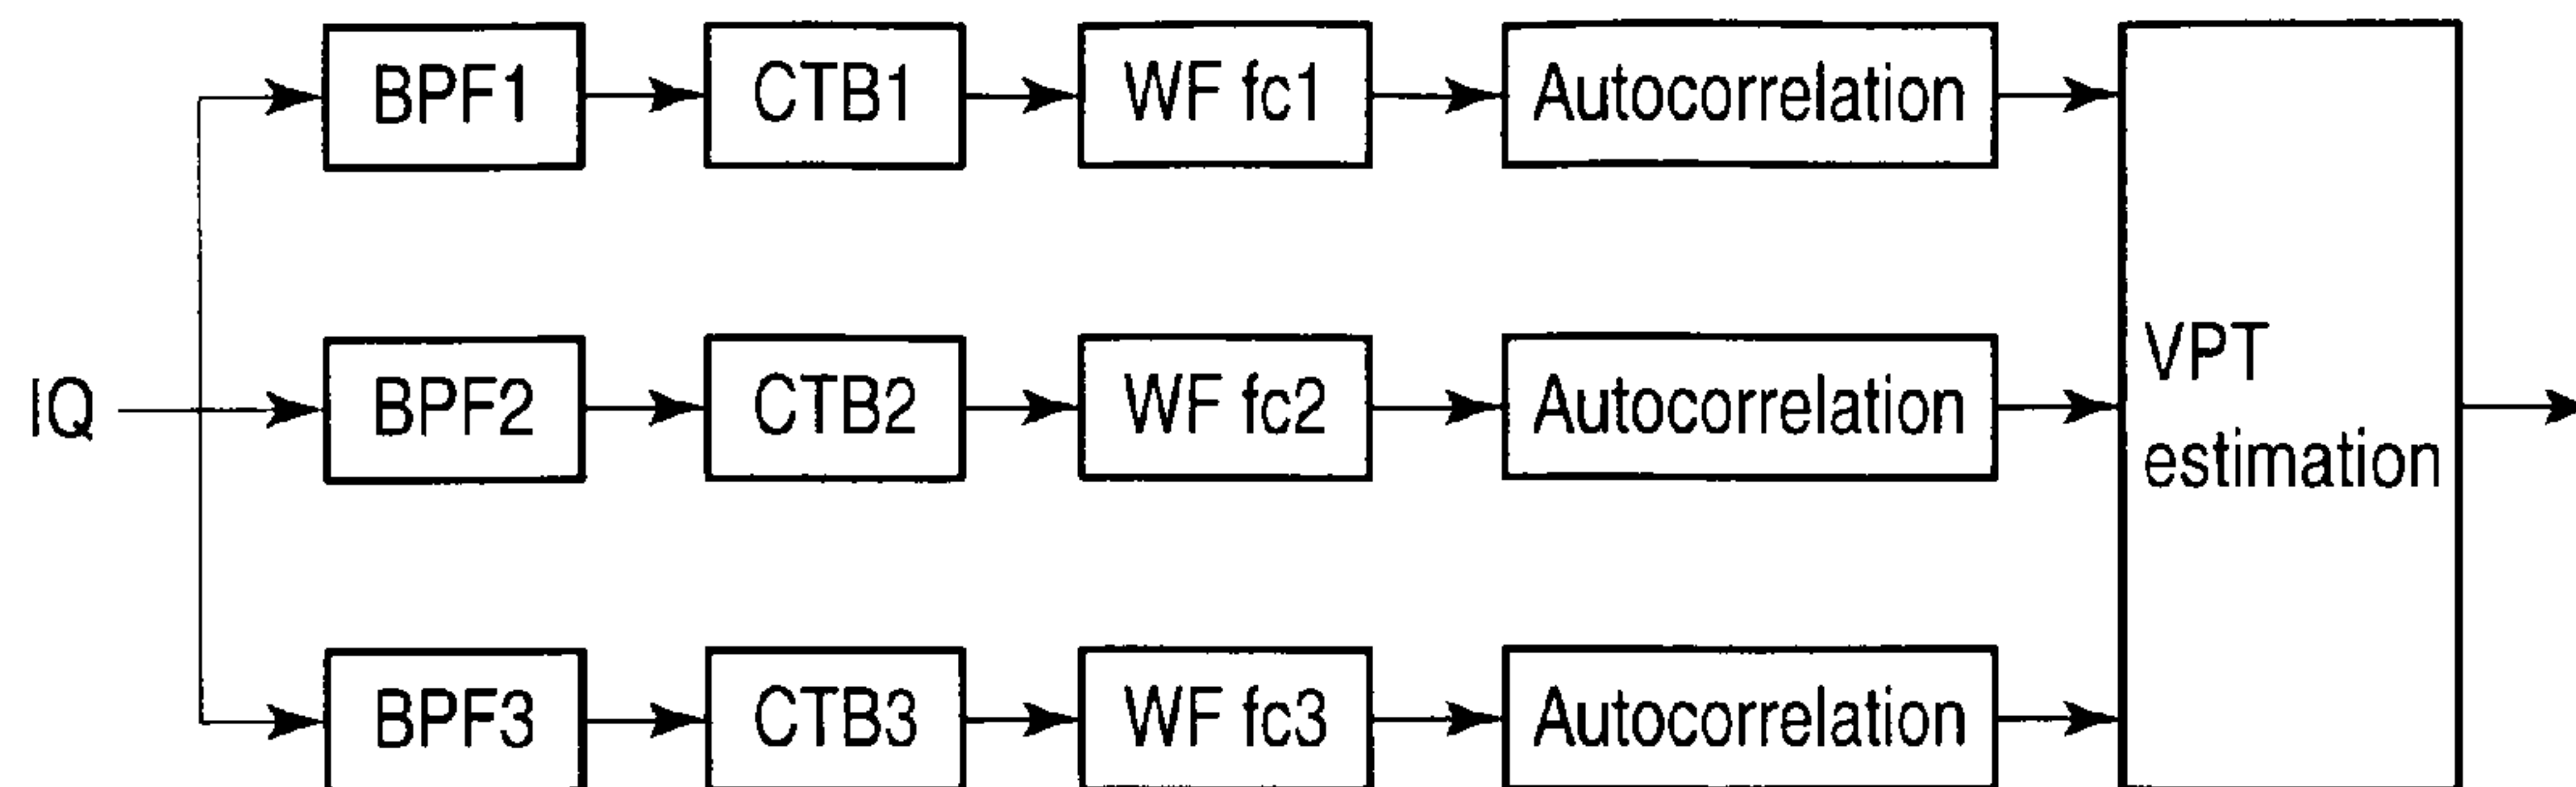 BPF1
CTB1
WF fc1
Autocorrelation
IQ
BPF2
CTB2
WF fc2
Autocorrelation
VPT
estimation
BPF3
CTB3
WF fc3
Autocorrelation